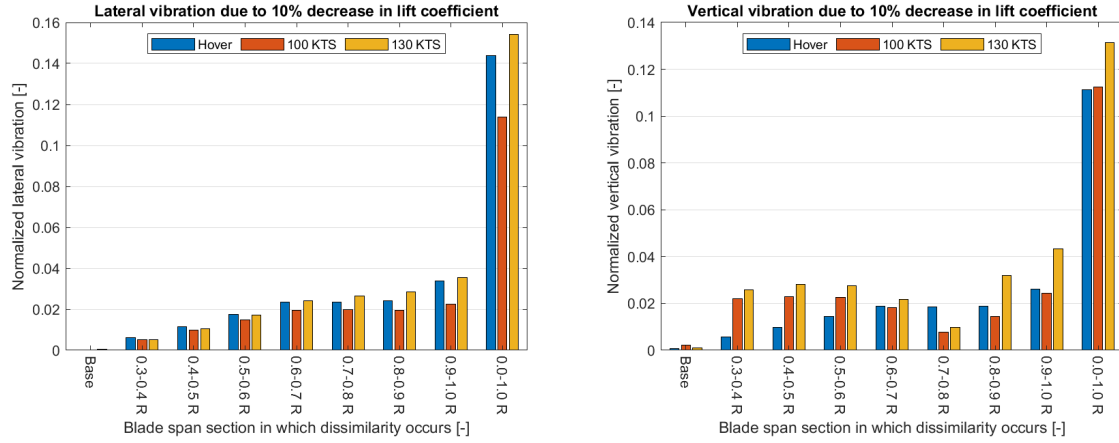 Lateral vibration due to 10% decrease in lift coefficient
Hover 100 KTS 130 KTS
Normalized lateral vibration [-]
0.16
0.14
0.12
0.1
0.08
0.06
0.04
0.02
0
Base
0.3-0.4 R
0.4-0.5 R
0.5-0.6 R
0.6-0.7 R
0.7-0.8 R
0.8-0.9 R
0.9-1.0 R
0.0-1.0 R
Blade span section in which dissimilarity occurs [-]
Vertical vibration due to 10% decrease in lift coefficient
Hover 100 KTS 130 KTS
Normalized vertical vibration [-]
0.14
0.12
0.1
0.08
0.06
0.04
0.02
0
Base
0.3-0.4 R
0.4-0.5 R
0.5-0.6 R
0.6-0.7 R
0.7-0.8 R
0.8-0.9 R
0.9-1.0 R
0.0-1.0 R
Blade span section in which dissimilarity occurs [-]